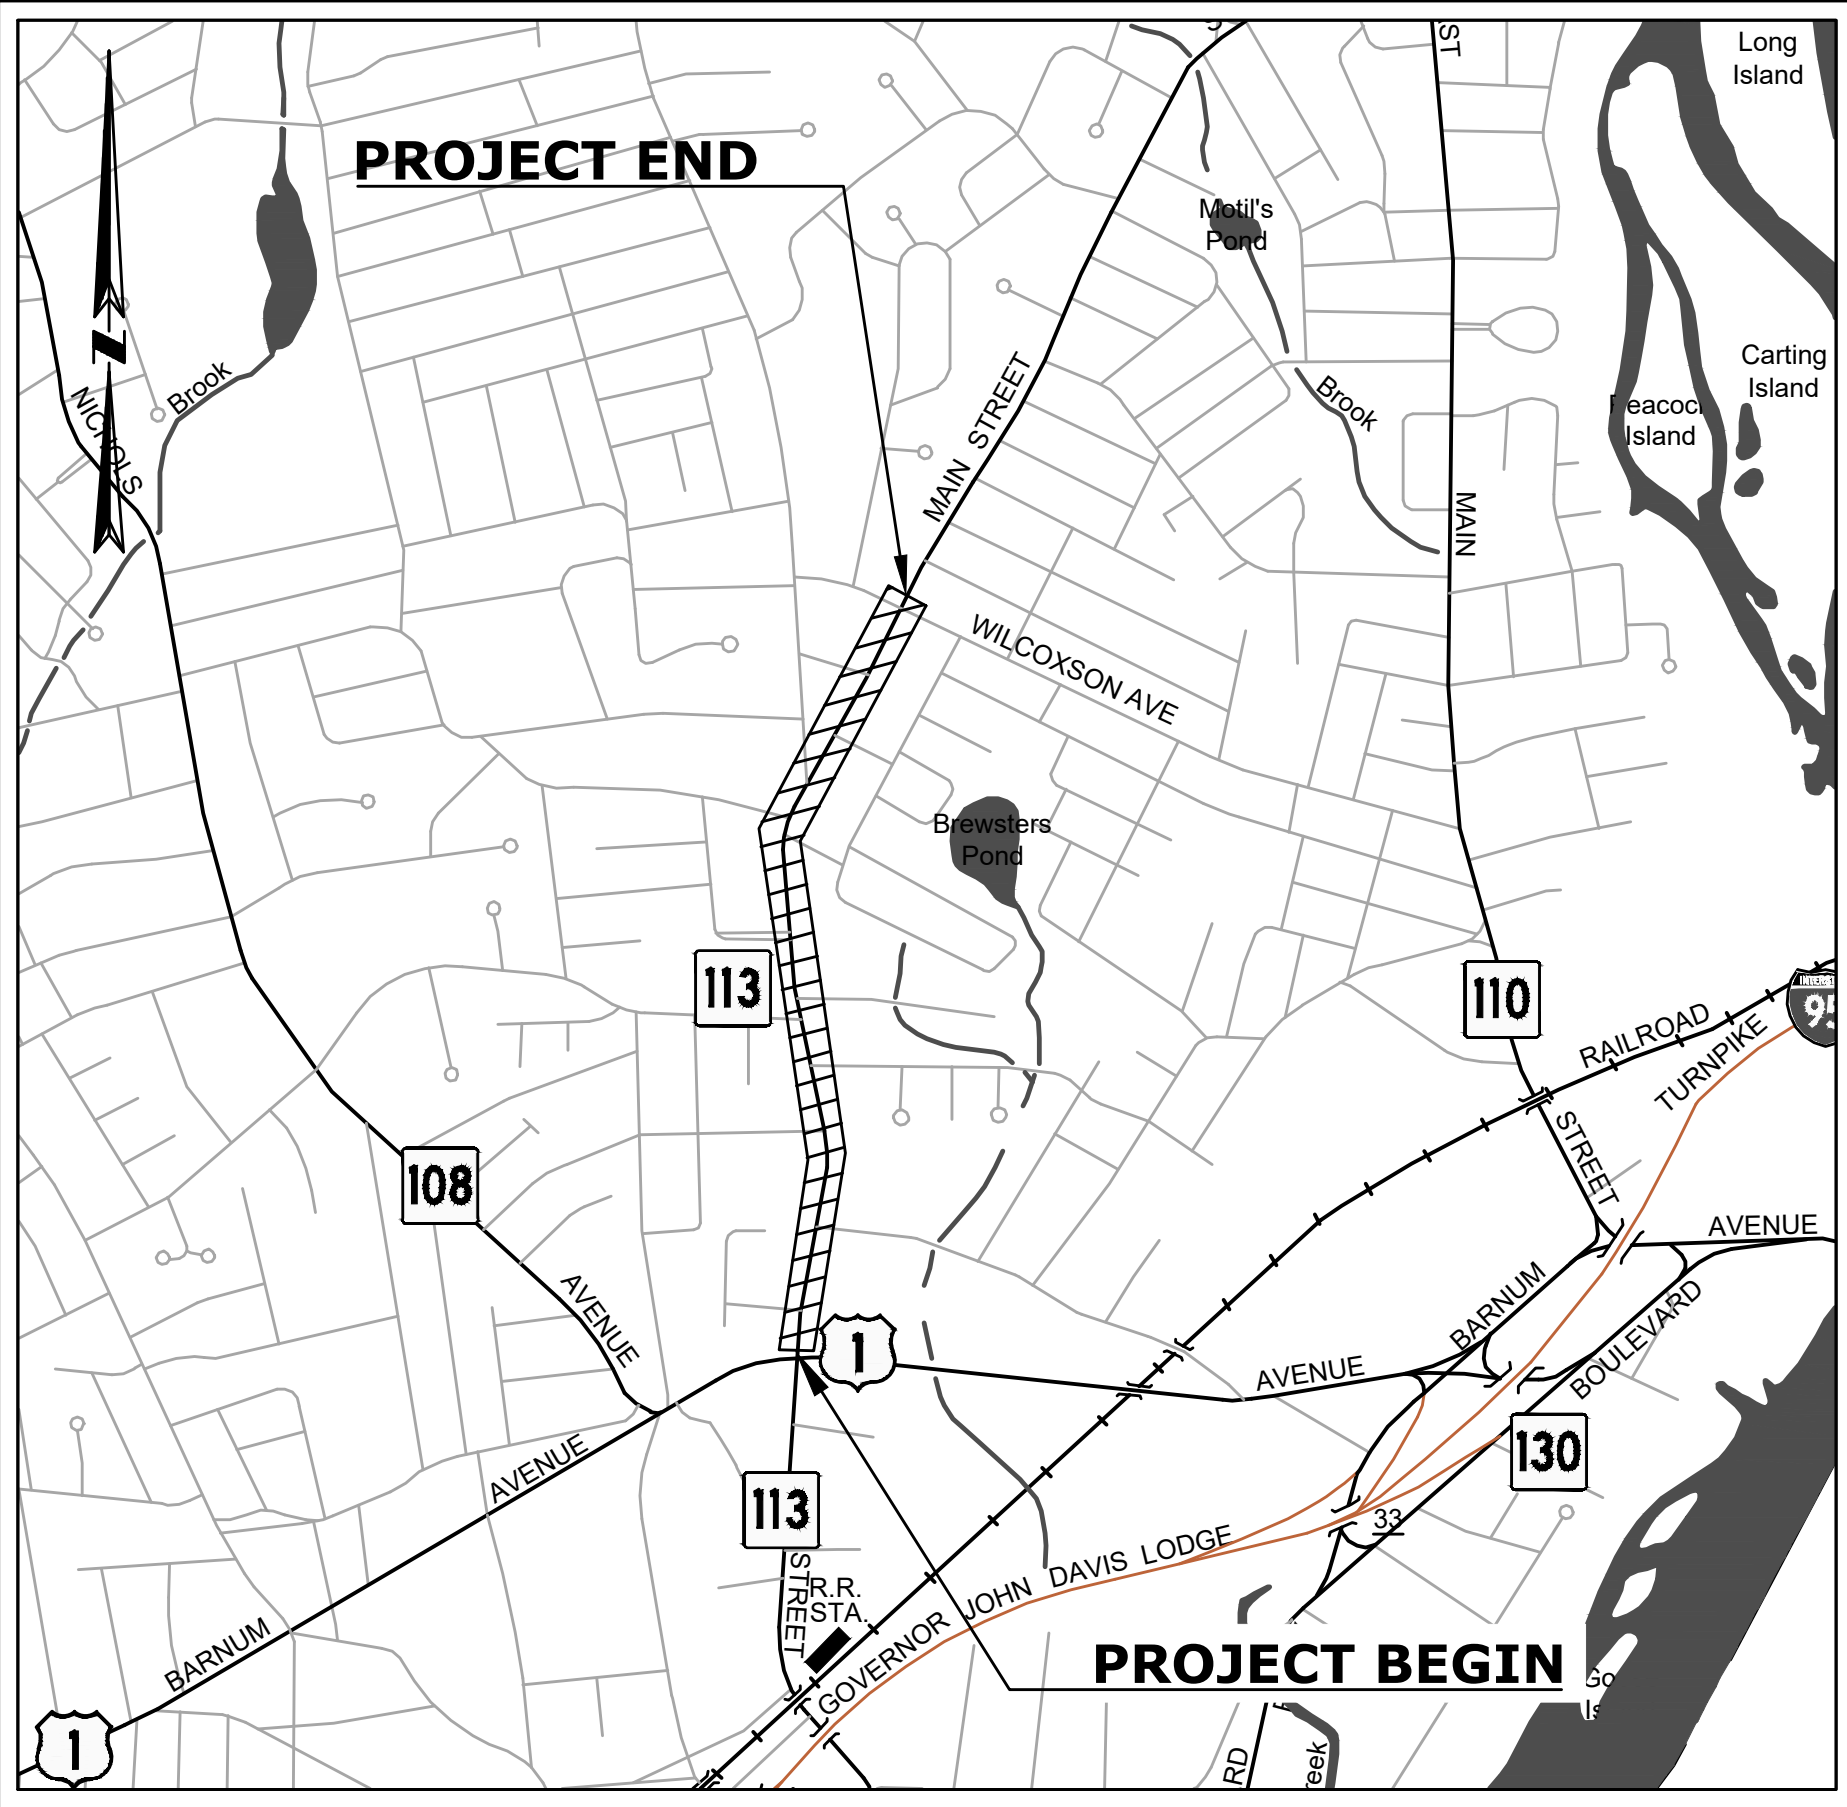 ST
Long
Island
PROJECT END
Motil's
Pond
N
Carting
Island
Brook
NICHOLS
MAIN STREET
Brook
Island
MAIN
WILCOXSON AVE
Brewsters
Pond
113
110
95
RAILROAD
TURNPIKE
STREET
108
AVENUE
BARNUM
AVENUE
1
AVENUE
BOULEVARD
130
AVENUE
113
33
STREET
R.R.
STA.
GOVERNOR JOHN DAVIS LODGE
BARNUM
PROJECT BEGIN
1
RD
reek